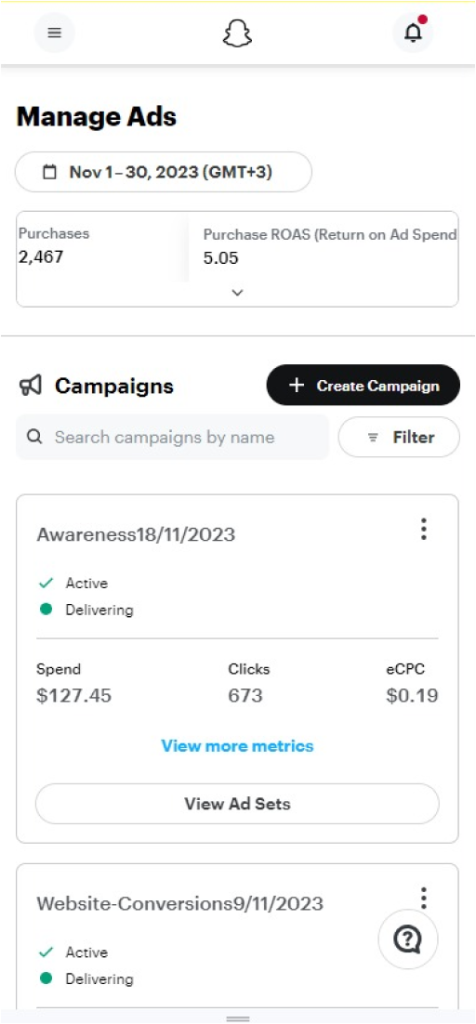 Manage Ads
Nov 1–30, 2023 (GMT+3)
Purchases
2,467
Purchase ROAS (Return on Ad Spend
5.05
Campaigns
+ Create Campaign
Search campaigns by name
Filter
Awareness18/11/2023
Active
Delivering
Spend Clicks eCPC
$127.45 673 $0.19
View more metrics
View Ad Sets
Website-Conversions9/11/2023
Active
Delivering